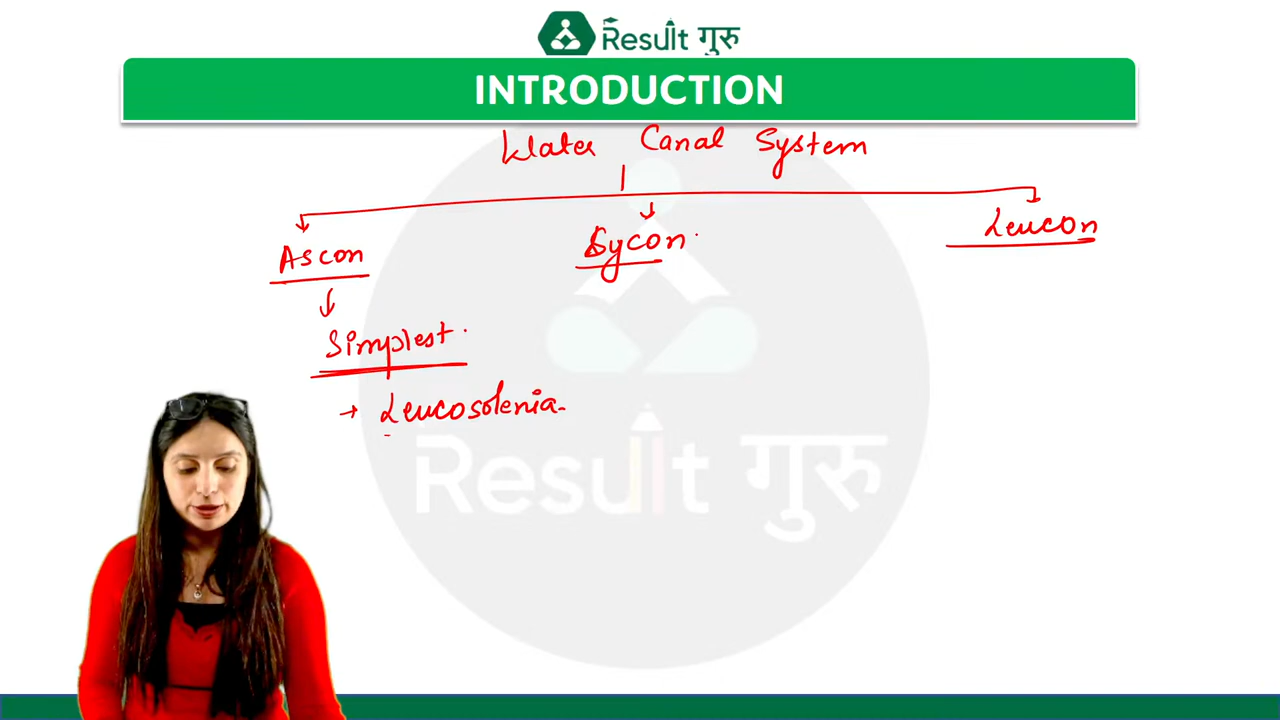 Result गुरु
INTRODUCTION
Water Canal System
Ascon
Sycon.
Leucon
Simplest.
→ Leucosolenia.
Result गुरु